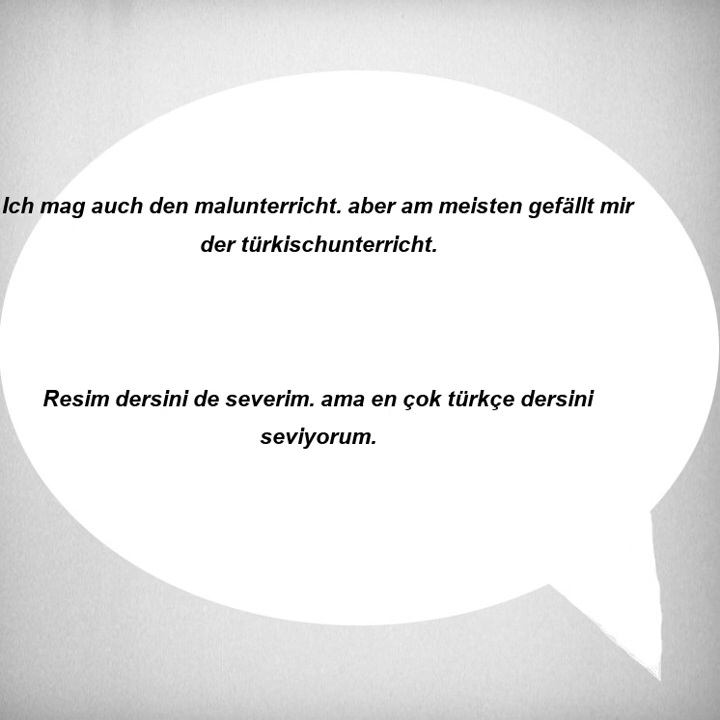 Ich mag auch den malunterricht. aber am meisten gefällt mir
der türkischunterricht.
Resim dersini de severim. ama en çok türkçe dersini
seviyorum.